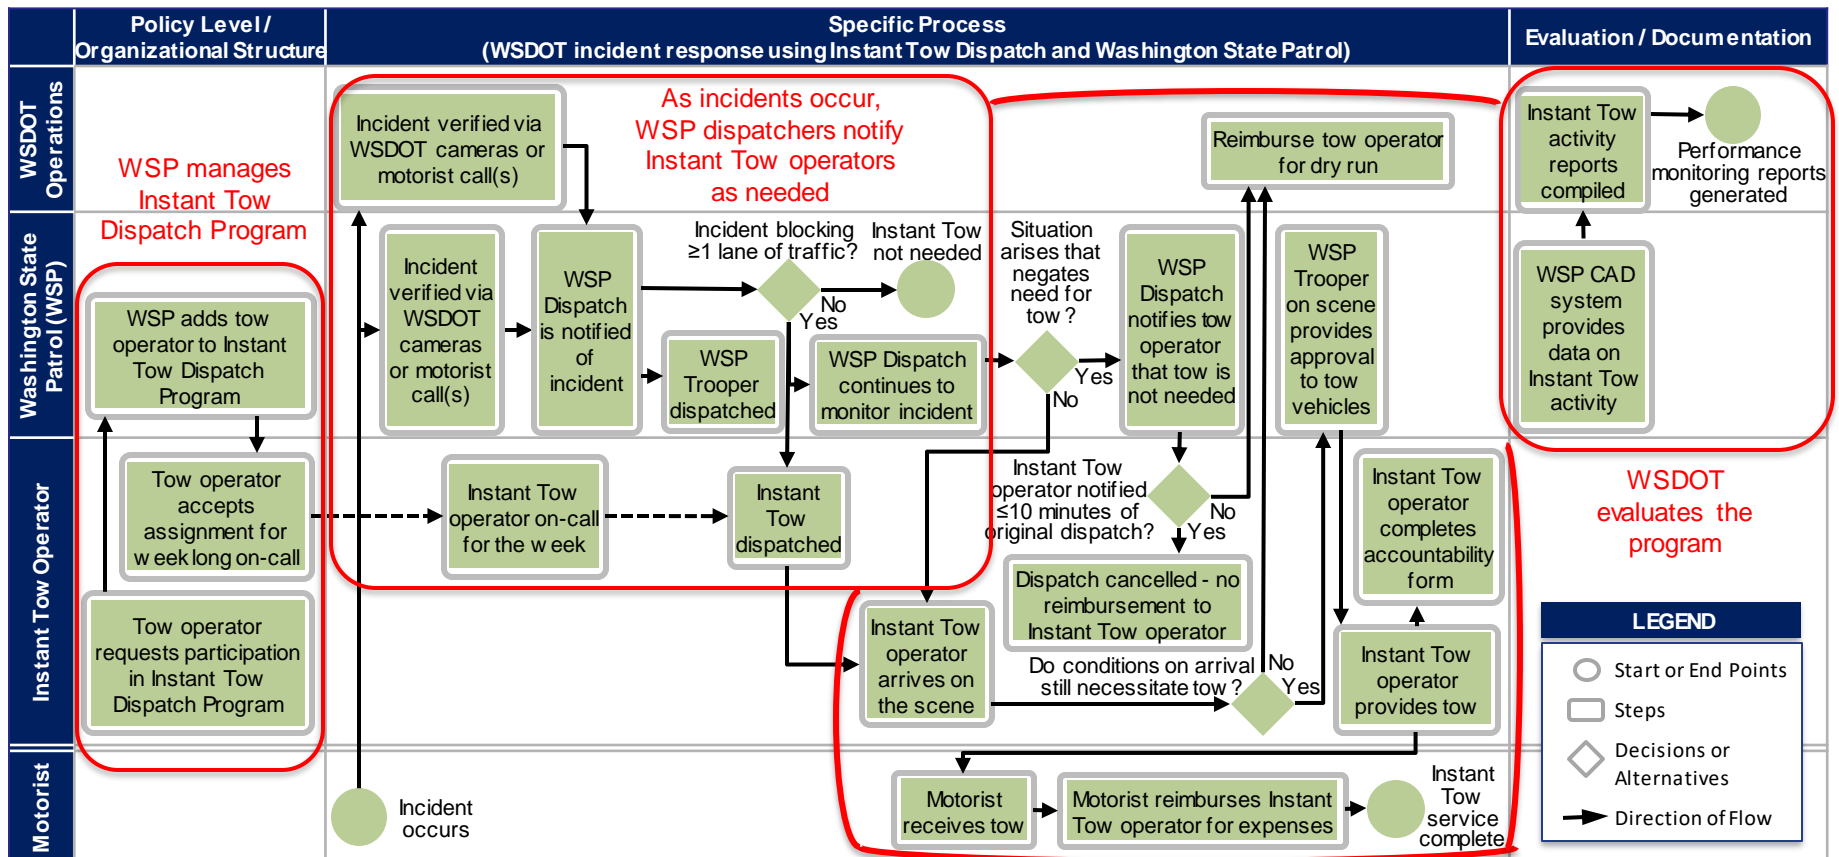 Policy Level /
Organizational Structure
Specific Process
(WSDOT incident response using Instant Tow Dispatch and Washington State Patrol)
Evaluation / Documentation
WSDOT
Operations
Washington State
Patrol (WSP)
Instant Tow Operator
Motorist
WSP manages
Instant Tow
Dispatch Program
WSP adds tow
operator to Instant
Tow Dispatch
Program
Tow operator
accepts
assignment for
week long on-call
Tow operator
requests participation
in Instant Tow
Dispatch Program
Incident verified via
WSDOT cameras or
motorist call(s)
As incidents occur,
WSP dispatchers notify
Instant Tow operators
as needed
Incident
verified via
WSDOT
cameras
or motorist
call(s)
WSP
Dispatch
is notified
of
incident
Incident blocking
≥1 lane of traffic?
No
Yes
Instant Tow
not needed
WSP
Trooper
dispatched
WSP Dispatch
continues to
monitor incident
Instant Tow
operator on-call
for the week
Instant
Tow
dispatched
Incident
occurs
Situation
arises that
negates
need for
tow?
Yes
No
WSP
Dispatch
notifies tow
operator
that tow is
not needed
Reimburse tow operator
for dry run
WSP
Trooper
on scene
provides
approval
to tow
vehicles
Instant Tow
operator notified
≤10 minutes of
original dispatch?
No
Yes
Dispatch cancelled - no
reimbursement to
Instant Tow operator
Instant Tow
operator
arrives on
the scene
Do conditions on arrival
still necessitate tow?
No
Yes
Instant Tow
operator
completes
accountability
form
Instant Tow
operator
provides tow
Motorist
receives tow
Motorist reimburses Instant
Tow operator for expenses
Instant
Tow
service
complete
Instant Tow
activity
reports
compiled
Performance
monitoring reports
generated
WSP CAD
system
provides
data on
Instant Tow
activity
WSDOT
evaluates the
program
LEGEND
Start or End Points
Steps
Decisions or
Alternatives
Direction of Flow